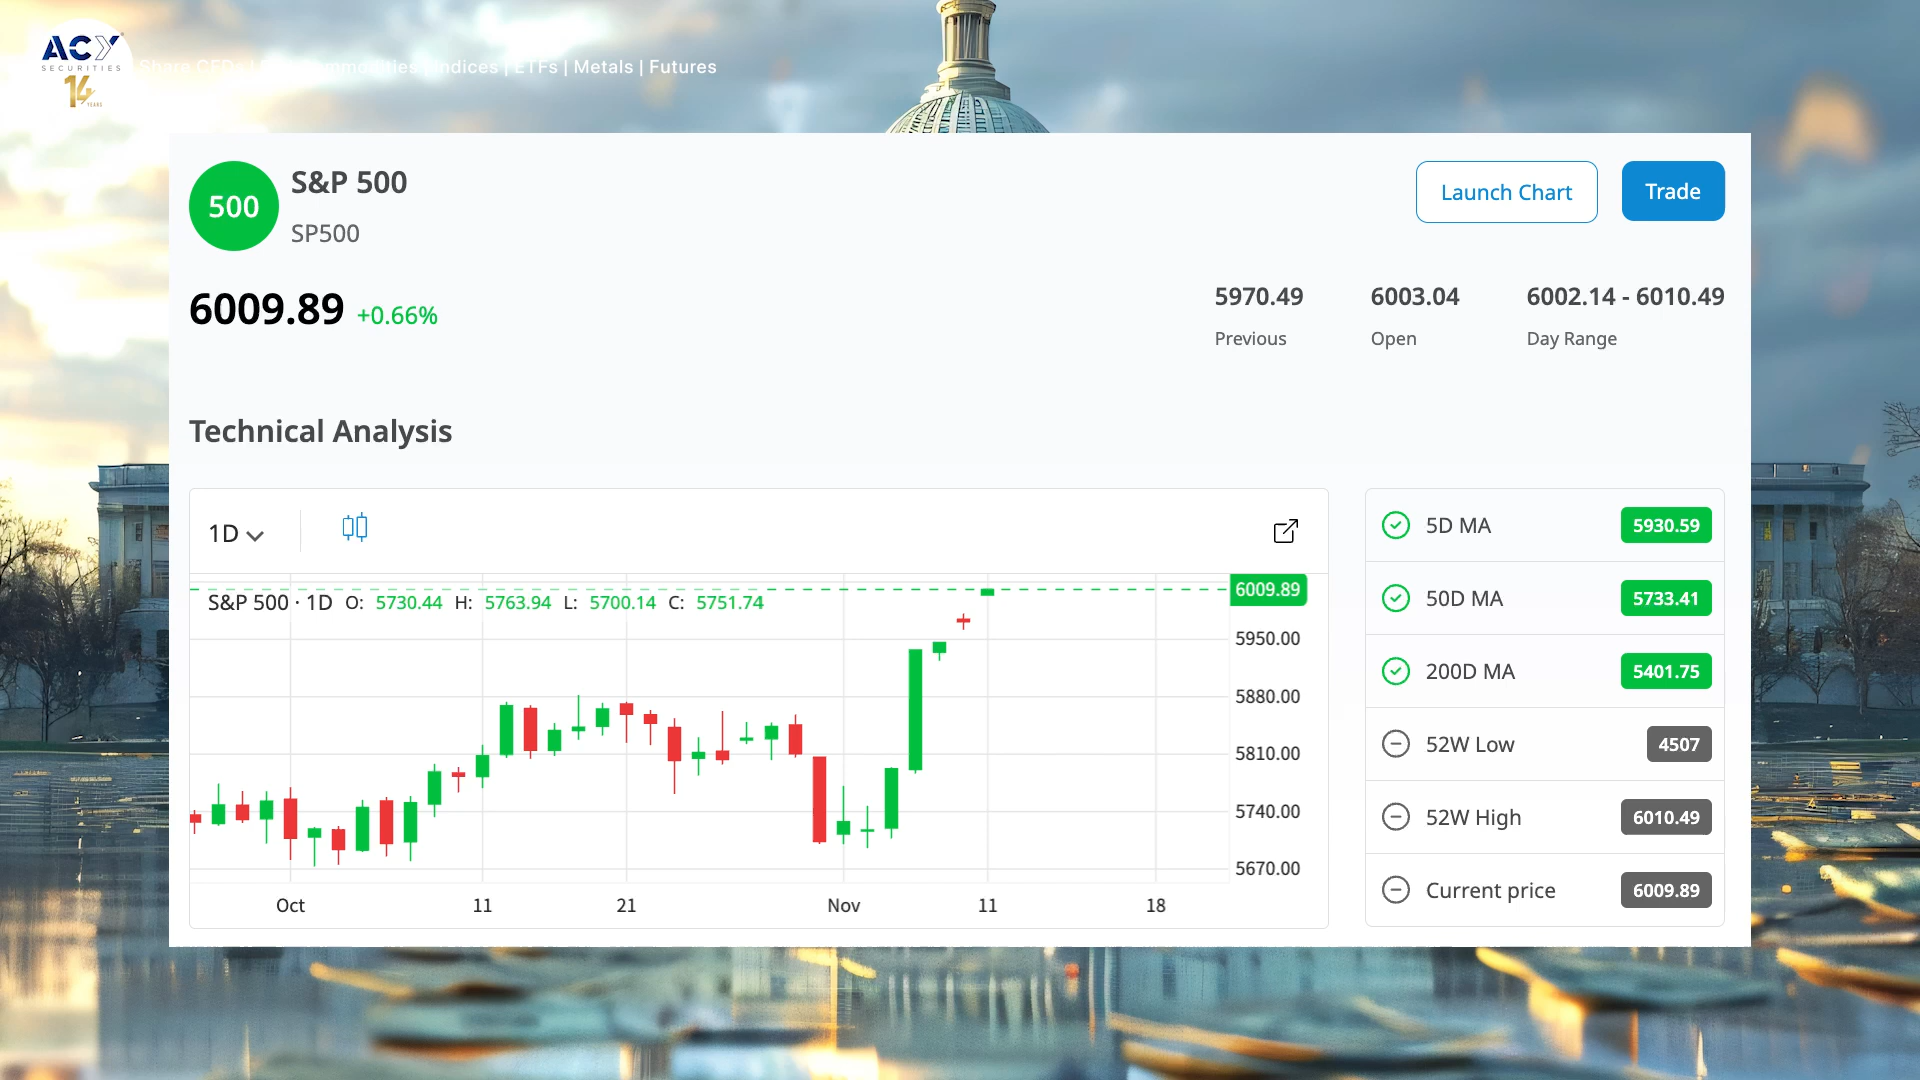 ACY
SECURITIES
14
YEARS
Share CFDs | Commodities Indices | ETFs | Metals | Futures
500
S&P 500
SP500
Launch Chart
Trade
6009.89 +0.66%
5970.49
Previous
6003.04
Open
6002.14 - 6010.49
Day Range
Technical Analysis
1D
S&P 500 · 1D O: 5730.44 H: 5763.94 L: 5700.14 C: 5751.74
6009.89
5950.00
5880.00
5810.00
5740.00
5670.00
Oct 11 21 Nov 11 18
5D MA 5930.59
50D MA 5733.41
200D MA 5401.75
52W Low 4507
52W High 6010.49
Current price 6009.89